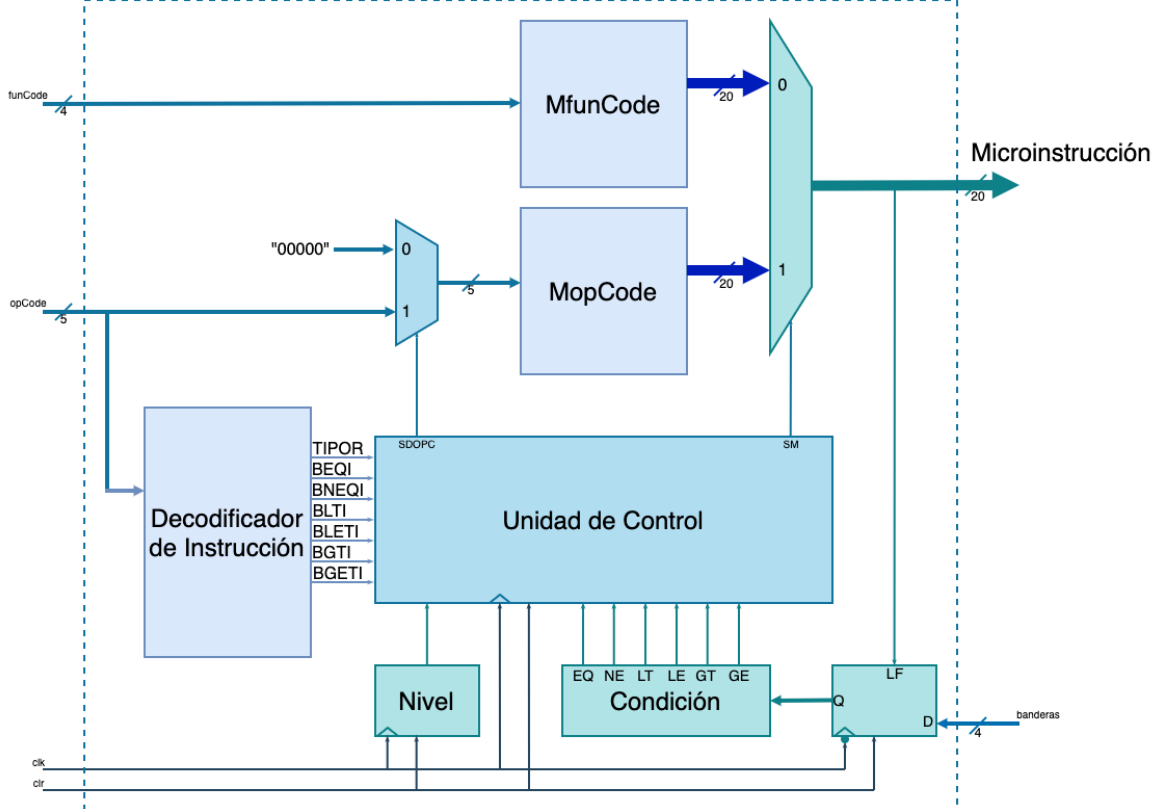 funCode
4
MfunCode
20
0
Microinstrucción
20
"00000"
0
1
5
MopCode
20
1
opCode
5
SDOPC
SM
TIPOR
BEQI
BNEQI
BLTI
BLETI
BGTI
BGETI
Decodificador
de Instrucción
Unidad de Control
Nivel
EQ NE LT LE GT GE
Condición
LF
Q
D
banderas
4
clk
clr